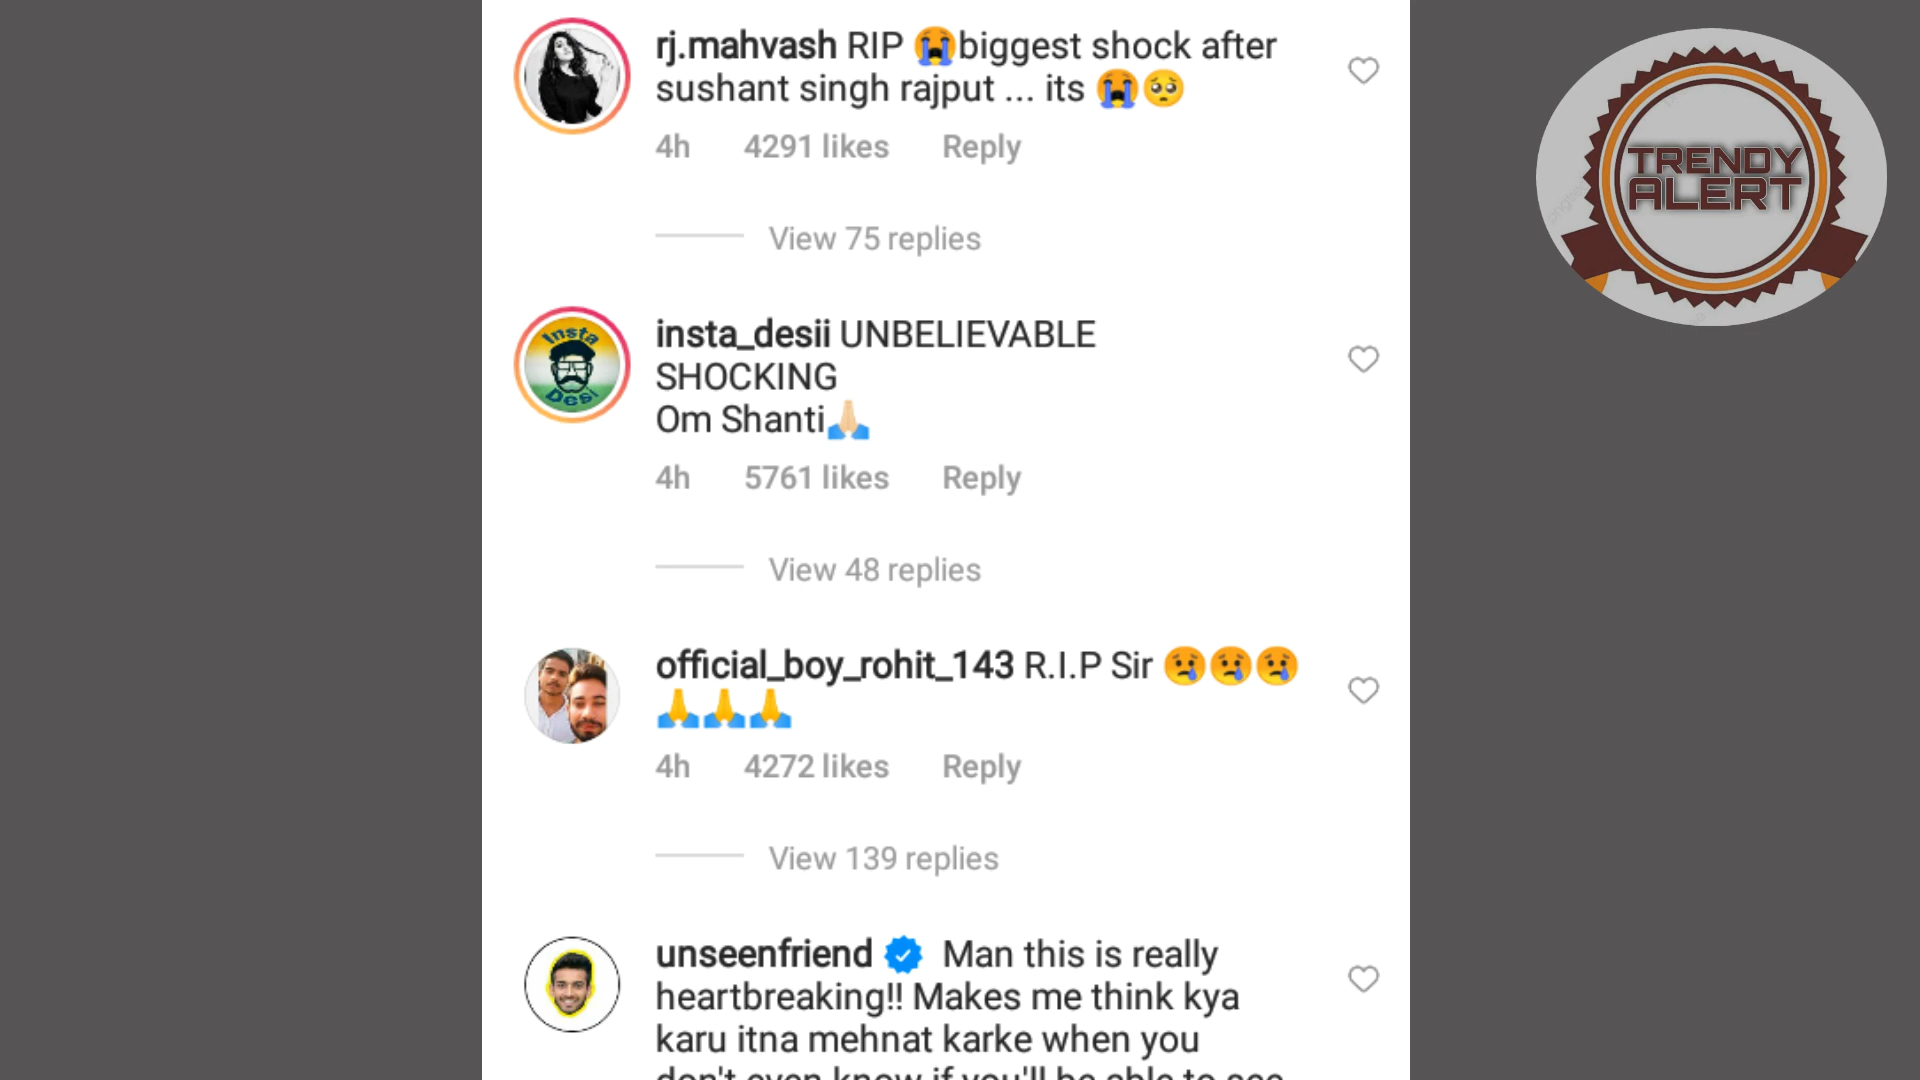 rj.mahvash RIP 😭biggest shock after
sushant singh rajput ... its 😭🥺
4h 4291 likes Reply
View 75 replies
Insta
Desi
insta_desii UNBELIEVABLE
SHOCKING
Om Shanti🙏🏻
4h 5761 likes Reply
View 48 replies
official_boy_rohit_143 R.I.P Sir 😢😢😢
🙏🙏🙏
4h 4272 likes Reply
View 139 replies
unseenfriend Man this is really
heartbreaking!! Makes me think kya
karu itna mehnat karke when you
don't even know if you'll be able to see
TRENDY
ALERT